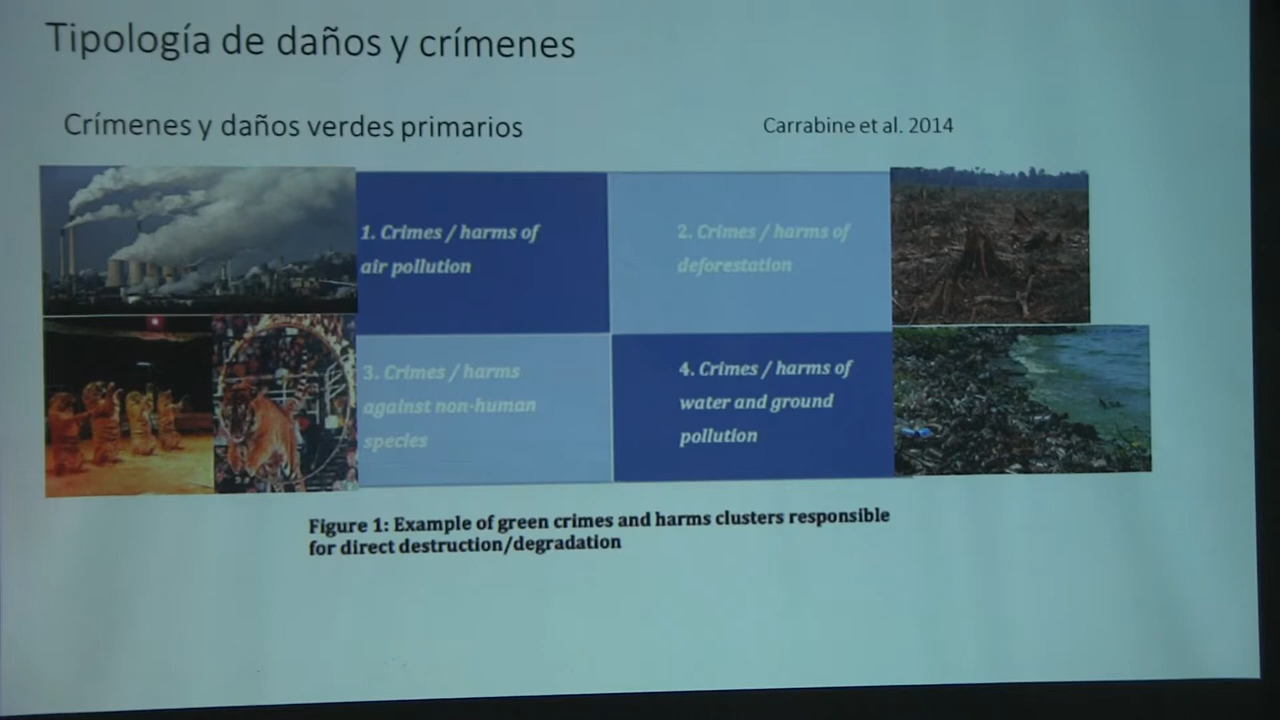 Tipología de daños y crímenes
Crímenes y daños verdes primarios
Carrabine et al. 2014
1. Crimes / harms of
air pollution
2. Crimes / harms of
deforestation
3. Crimes / harms
against non-human
species
4. Crimes / harms of
water and ground
pollution
Figure 1: Example of green crimes and harms clusters responsible
for direct destruction/degradation